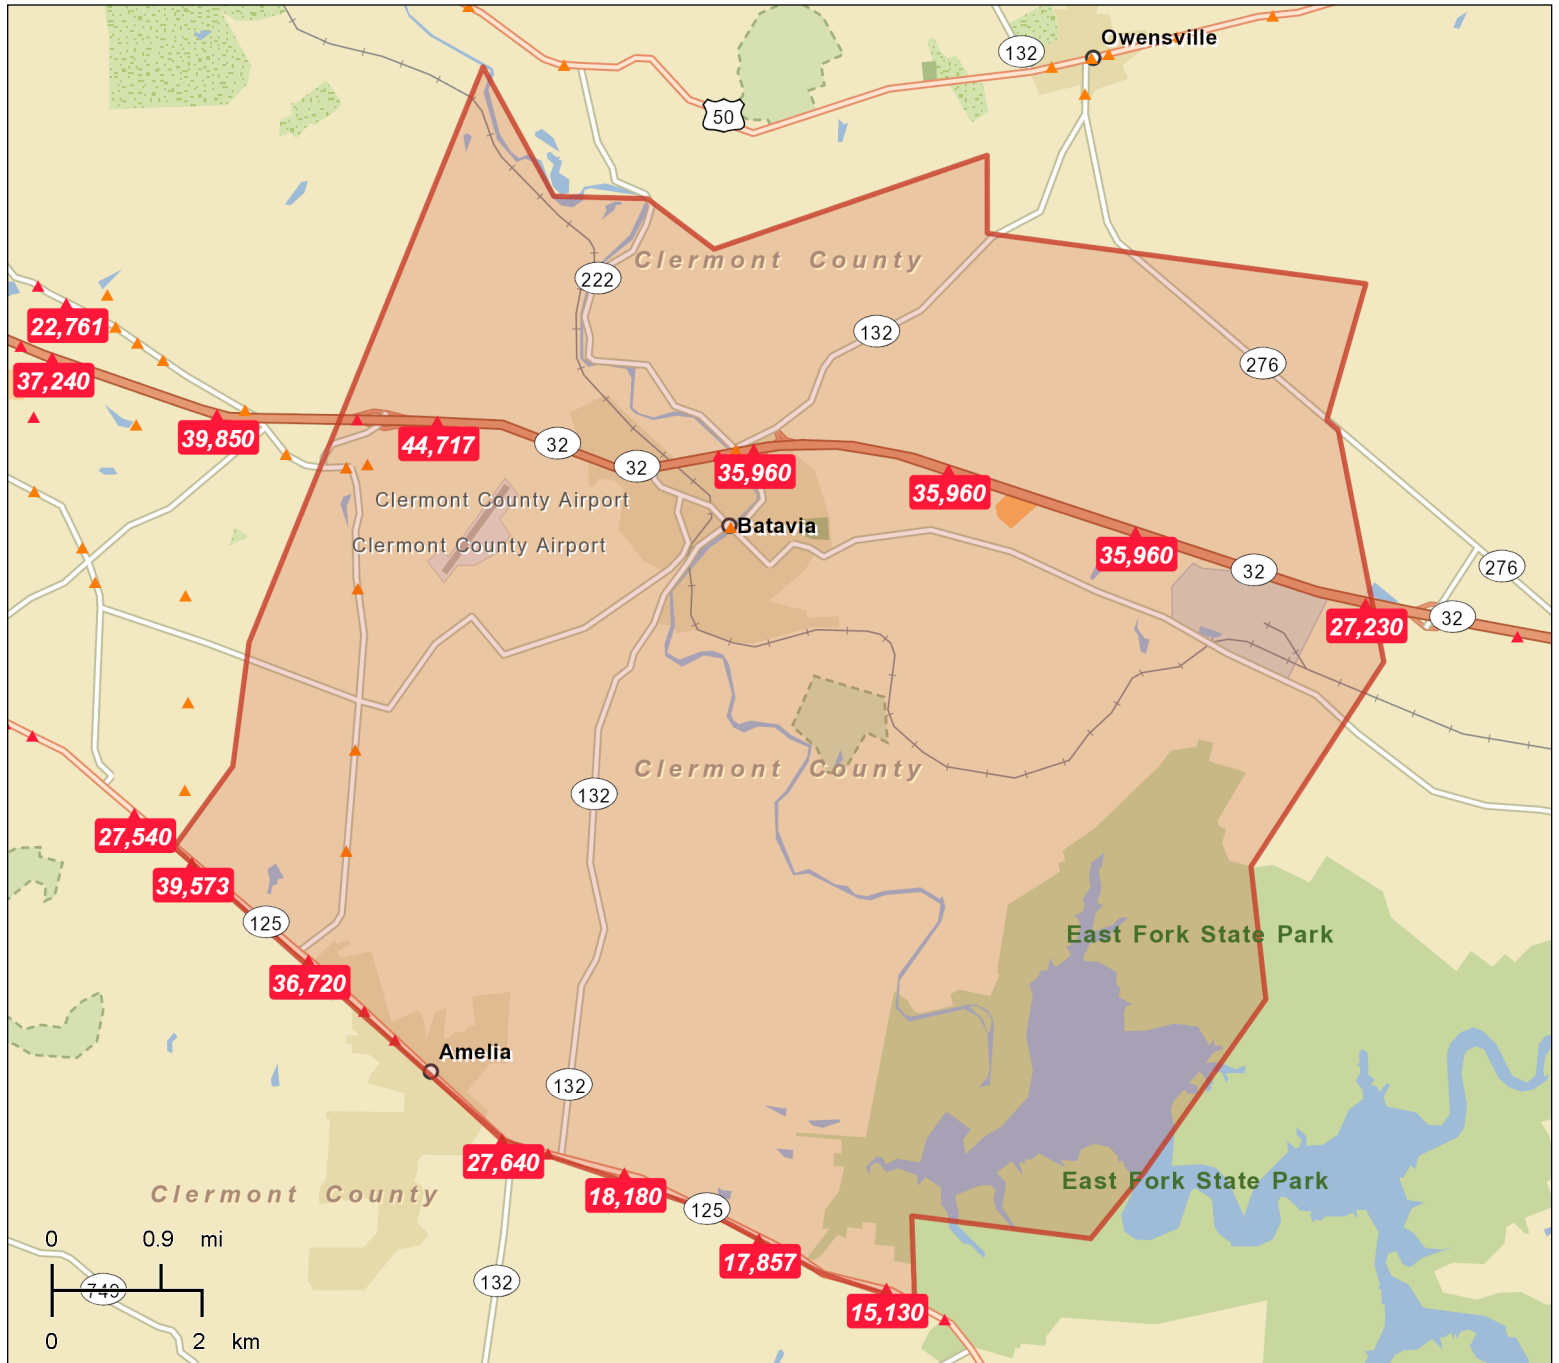 Owensville
132
50
Clermont County
222
22,761
132
276
37,240
39,850
44,717
32
32
35,960
35,960
Clermont County Airport
Batavia
Clermont County Airport
35,960
32
276
32
27,230
Clermont County
132
27,540
39,573
125
East Fork State Park
36,720
Amelia
132
27,640
East Fork State Park
Clermont County
18,180
125
0 0.9 mi
17,857
132
749
15,130
0 2 km